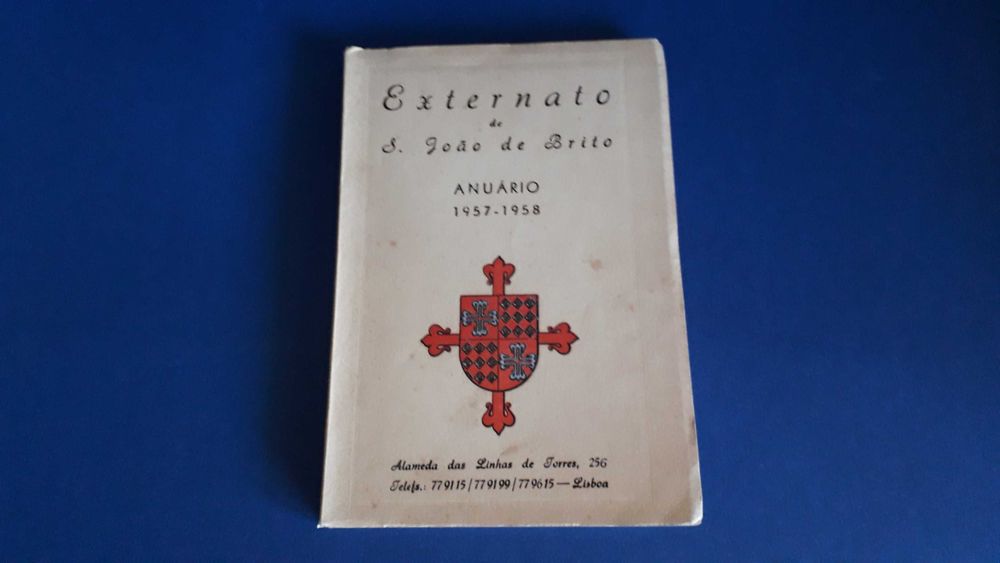 Externato
de
S. João de Brito
ANUÁRIO
1957-1958
Alameda das Linhas de Torres, 256
Telefs.: 779115/779199/779615 — Lisboa